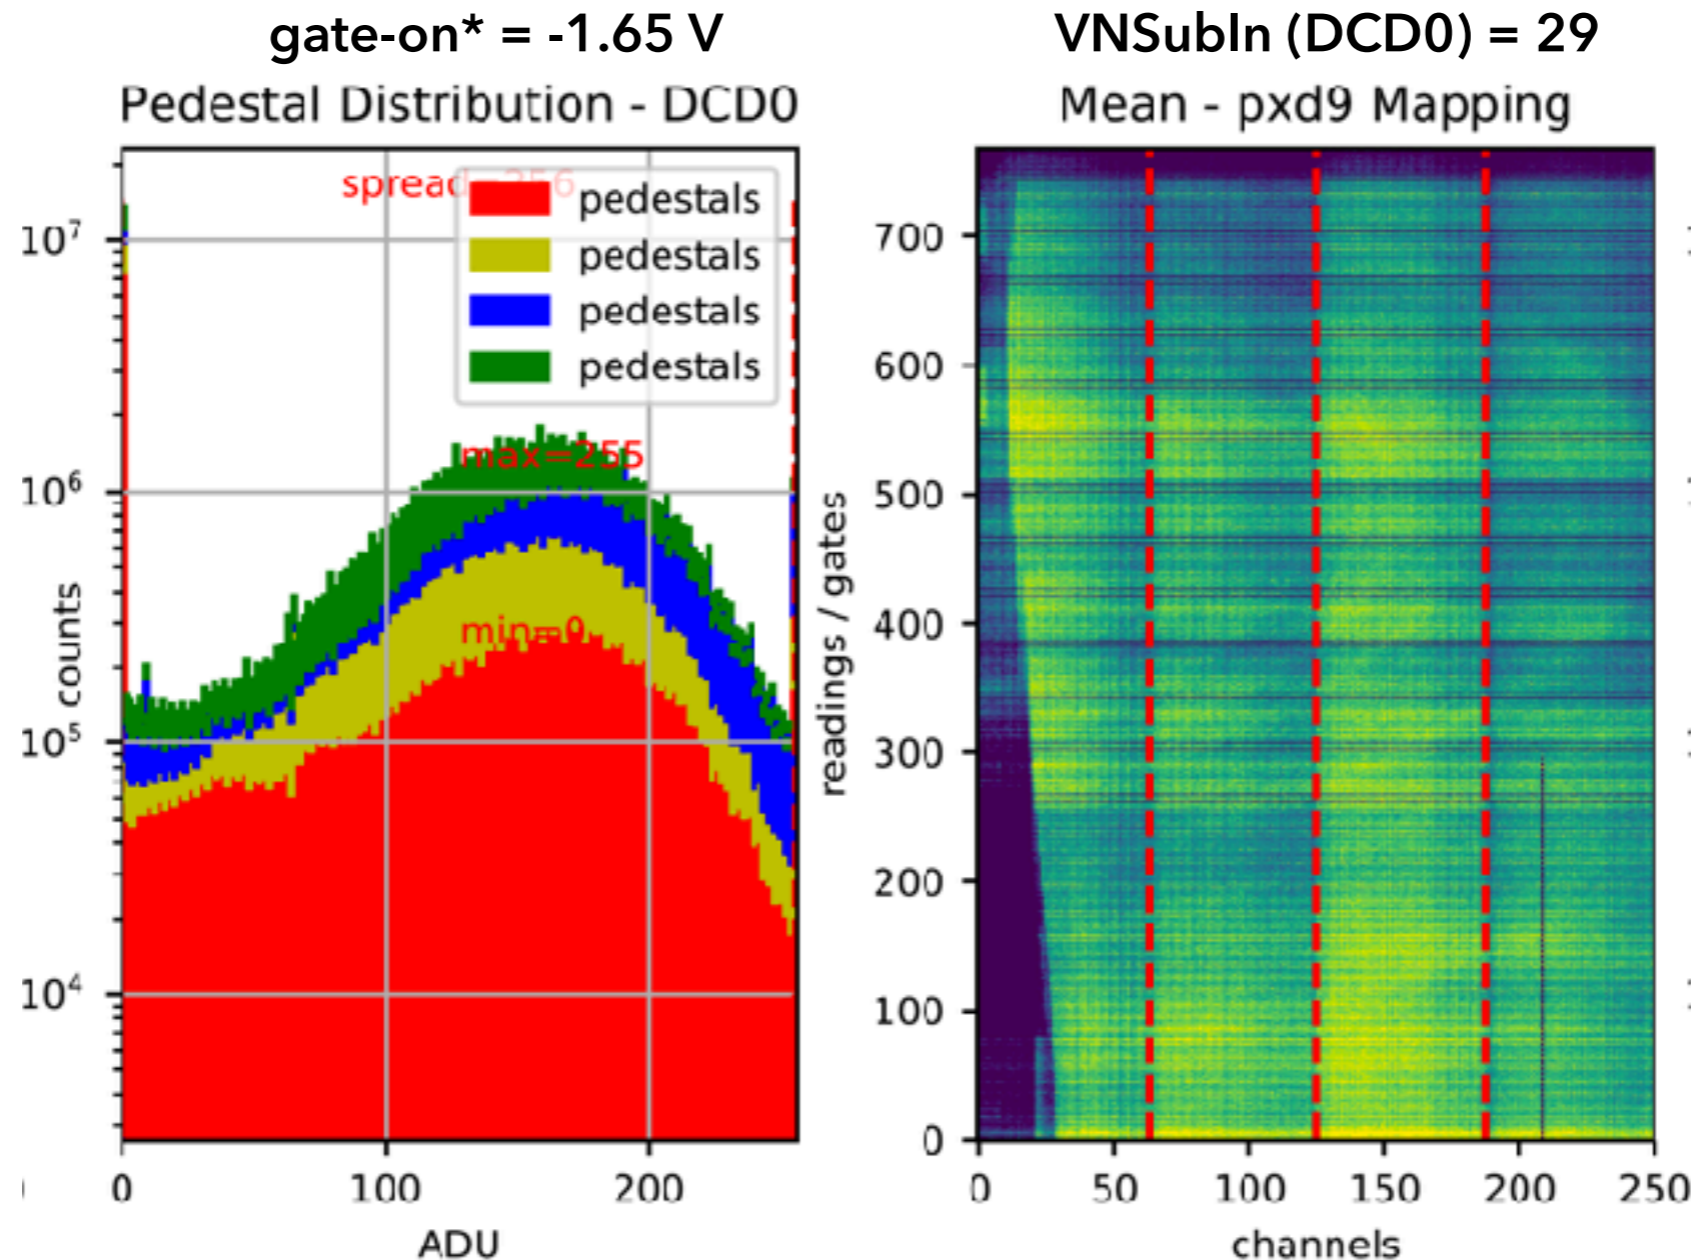 gate-on* = -1.65 V
VNSubIn (DCD0) = 29
Pedestal Distribution - DCD0
Mean - pxd9 Mapping
spread=256
pedestals
pedestals
pedestals
pedestals
max=255
min=0
counts
10^7
10^6
10^5
10^4
0
100
200
ADU
readings / gates
700
600
500
400
300
200
100
0
0
50
100
150
200
250
channels